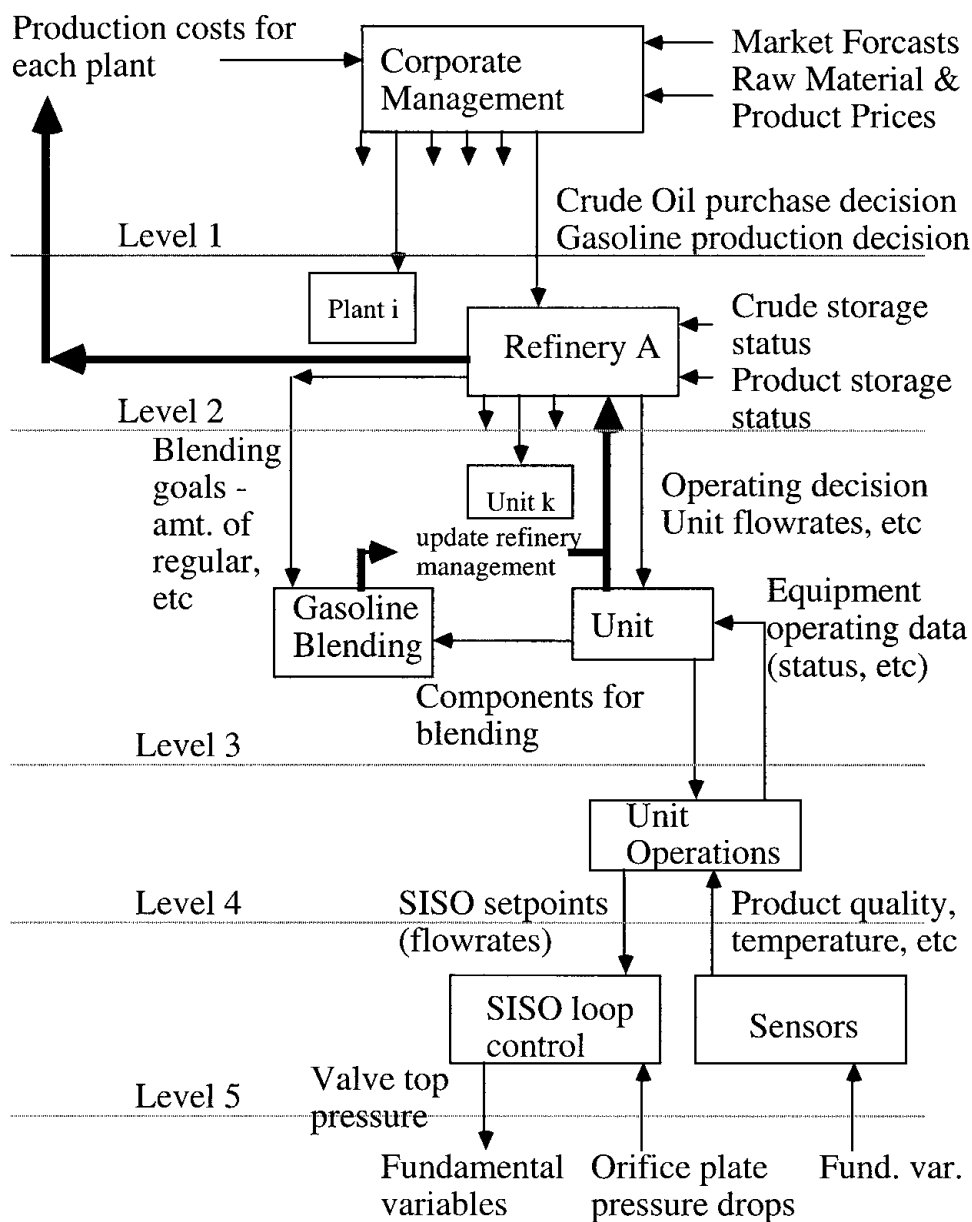 Production costs for
each plant
Corporate
Management
Market Forcasts
Raw Material &
Product Prices
Crude Oil purchase decision
Gasoline production decision
Level 1
Plant i
Refinery A
Crude storage
status
Product storage
status
Level 2
Blending
goals -
amt. of
regular,
etc
Unit k
Operating decision
Unit flowrates, etc
update refinery
management
Gasoline
Blending
Unit
Equipment
operating data
(status, etc)
Components for
blending
Level 3
Unit
Operations
Level 4
SISO setpoints
(flowrates)
Product quality,
temperature, etc
SISO loop
control
Sensors
Valve top
pressure
Level 5
Fundamental
variables
Orifice plate
pressure drops
Fund. var.